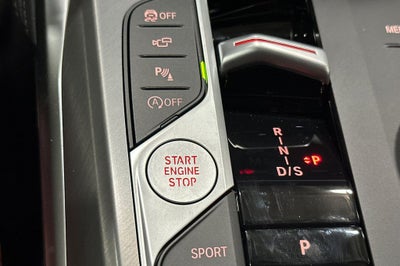 OFF
P
A OFF
START
ENGINE
STOP
SPORT
R
N
D/S
P
P